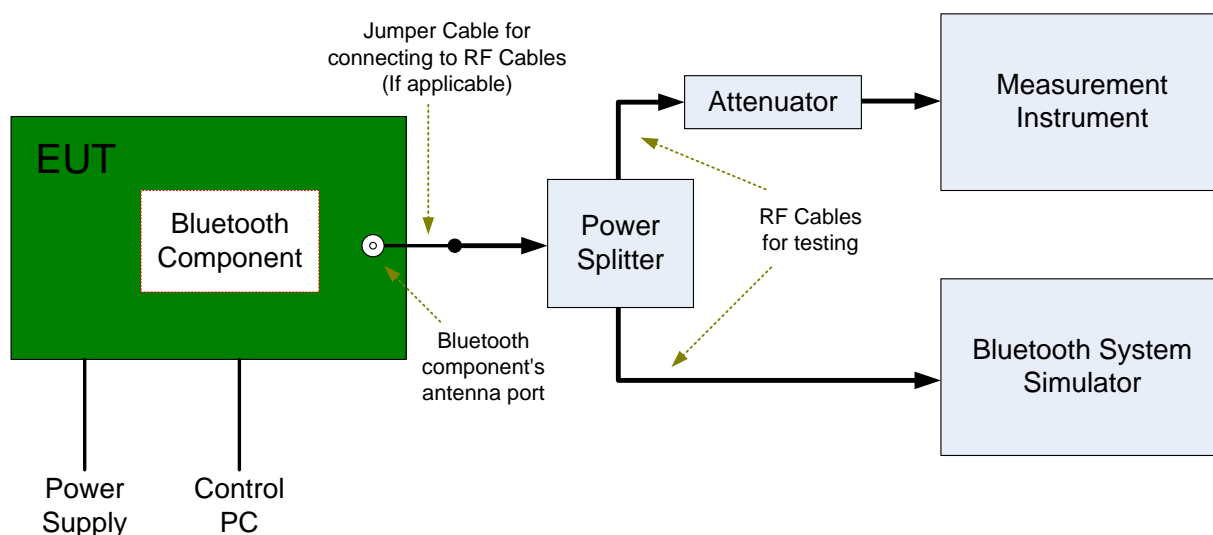 Jumper Cable for
connecting to RF Cables
(If applicable)
EUT
Bluetooth
Component
Power
Splitter
Attenuator
Measurement
Instrument
RF Cables
for testing
Bluetooth
component's
antenna port
Bluetooth System
Simulator
Power
Supply
Control
PC